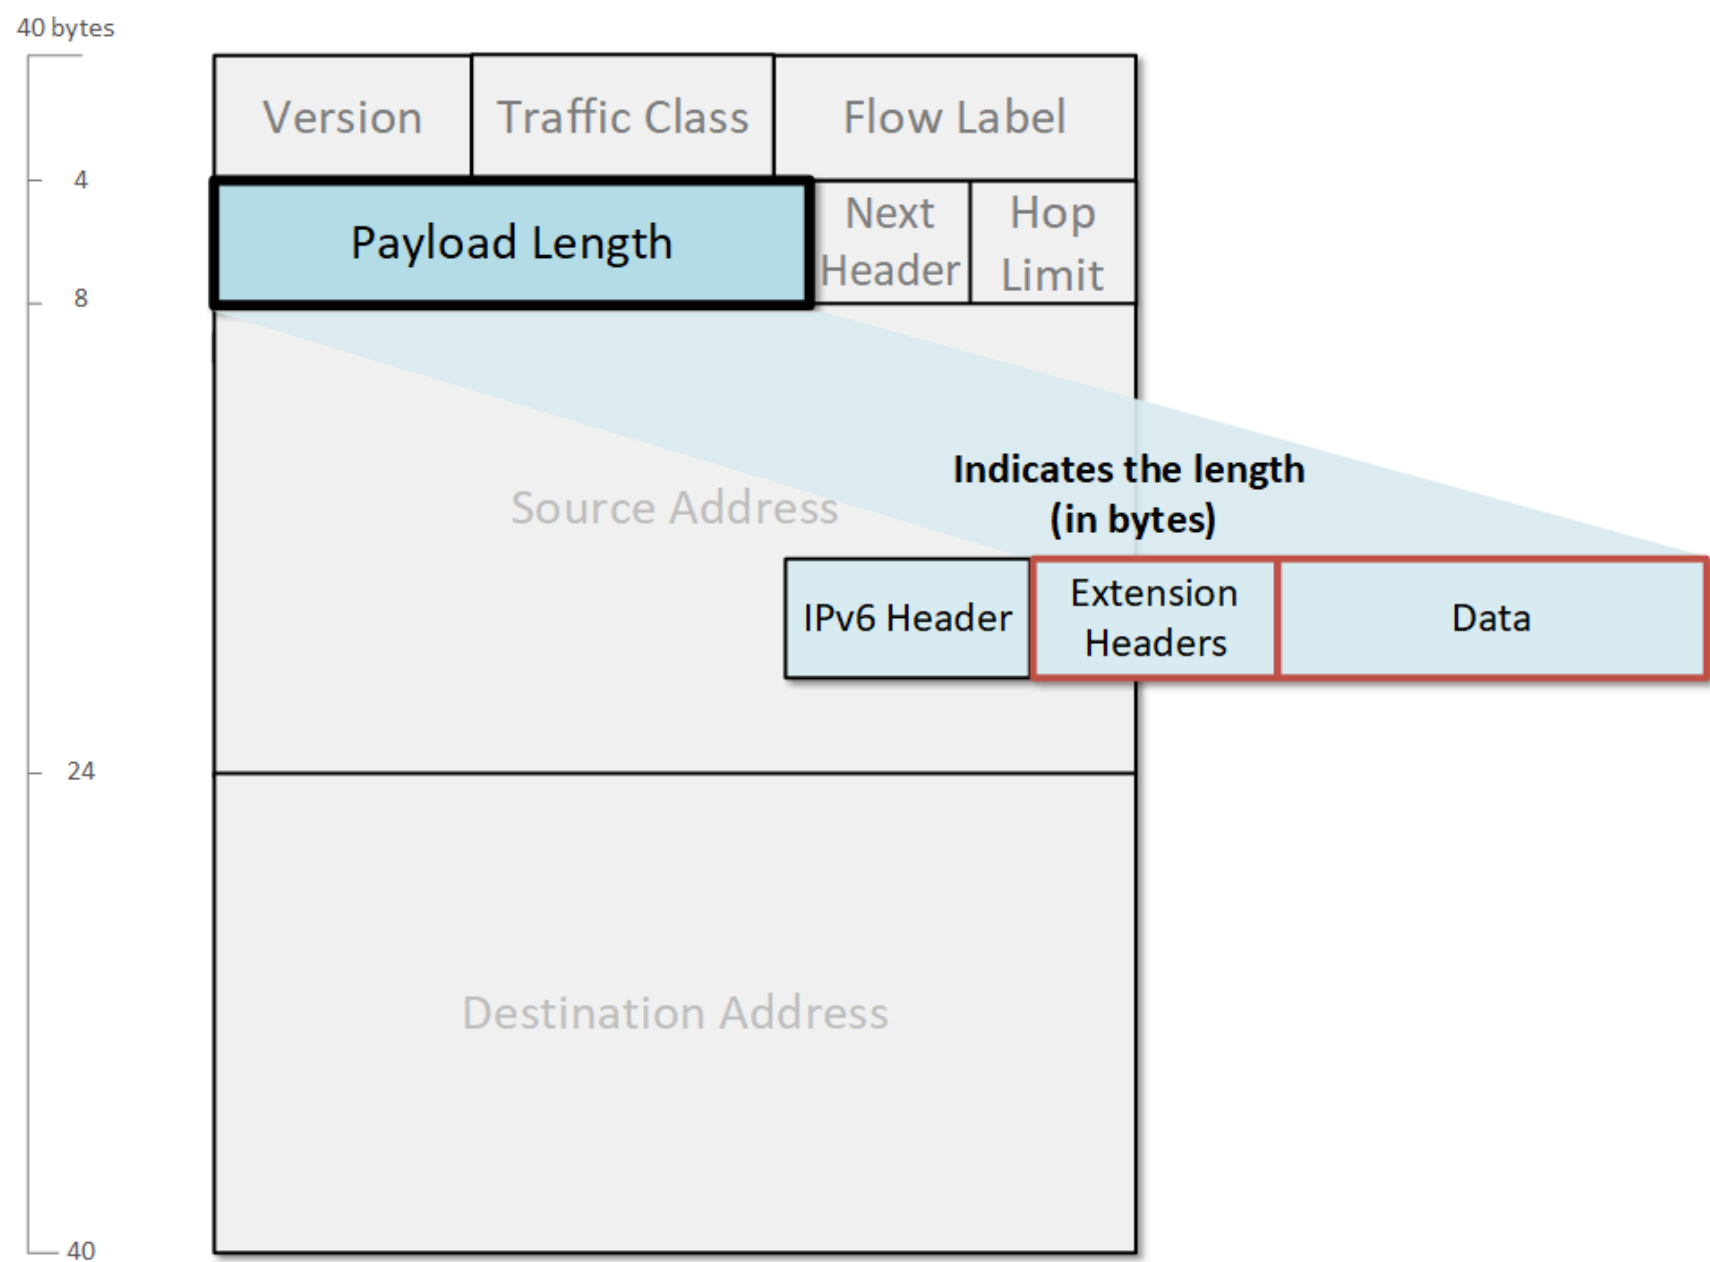 40 bytes
Version Traffic Class Flow Label
4
Payload Length
Next
Header
Hop
Limit
8
Source Address
Indicates the length
(in bytes)
IPv6 Header
Extension
Headers
Data
24
Destination Address
40